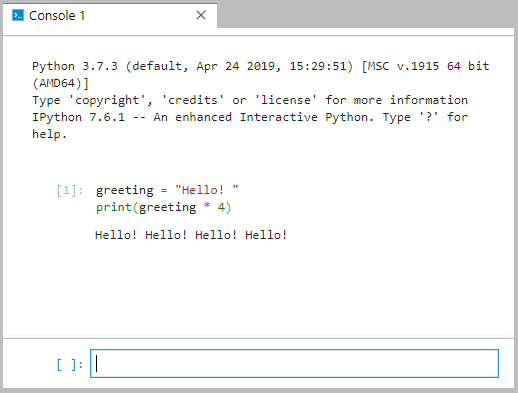 Console 1
Python 3.7.3 (default, Apr 24 2019, 15:29:51) [MSC v.1915 64 bit
(AMD64)]
Type 'copyright', 'credits' or 'license' for more information
IPython 7.6.1 -- An enhanced Interactive Python. Type '?' for
help.
[1]: greeting = "Hello! "
print(greeting * 4)
Hello! Hello! Hello! Hello!
[ ]: